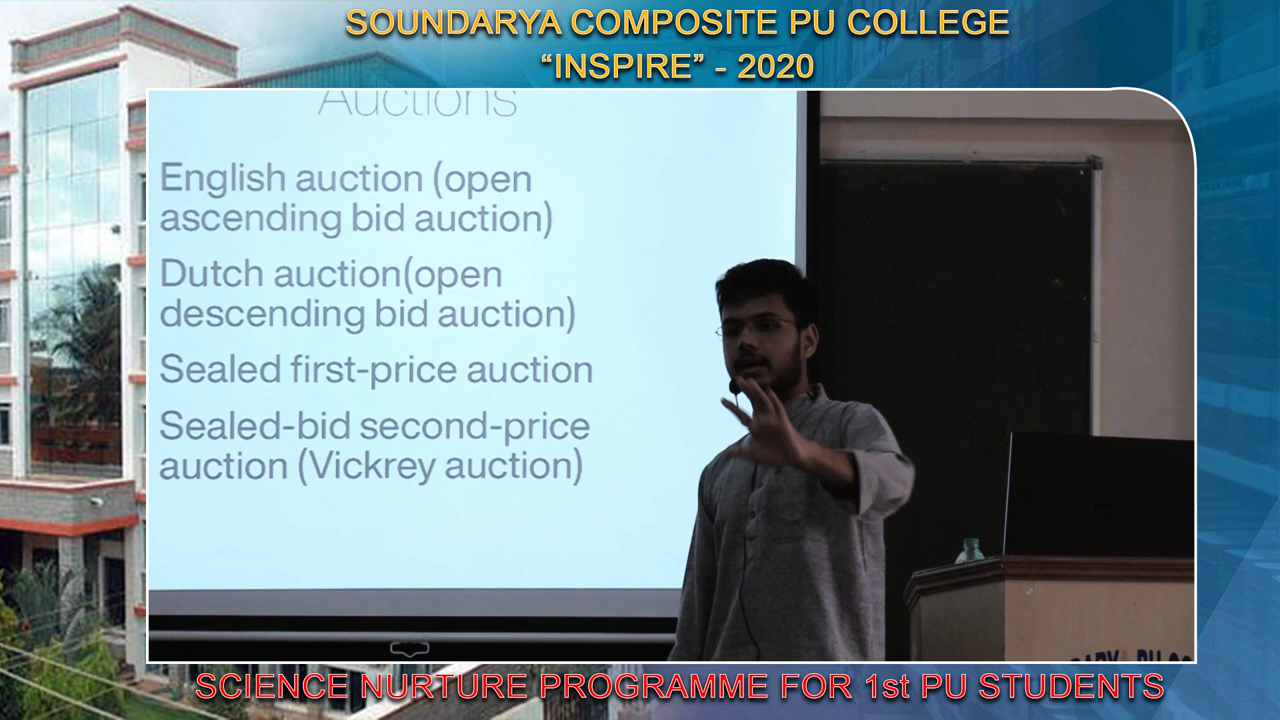 SOUNDARYA COMPOSITE PU COLLEGE
“INSPIRE” - 2020
Auctions
English auction (open
ascending bid auction)
Dutch auction(open
descending bid auction)
Sealed first-price auction
Sealed-bid second-price
auction (Vickrey auction)
SCIENCE NURTURE PROGRAMME FOR 1st PU STUDENTS